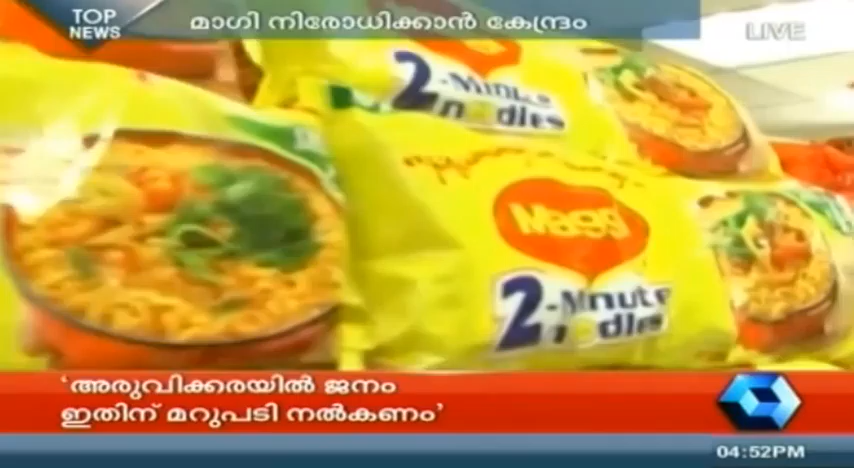 TOP
NEWS
മാഗി നിരോധിക്കാൻ കേന്ദ്രം
LIVE
2-Minute
noodles
Maggi
2-Minute
noodles
'അരുവിക്കരയിൽ ജനം
ഇതിന് മറുപടി നൽകണം'
04:52PM